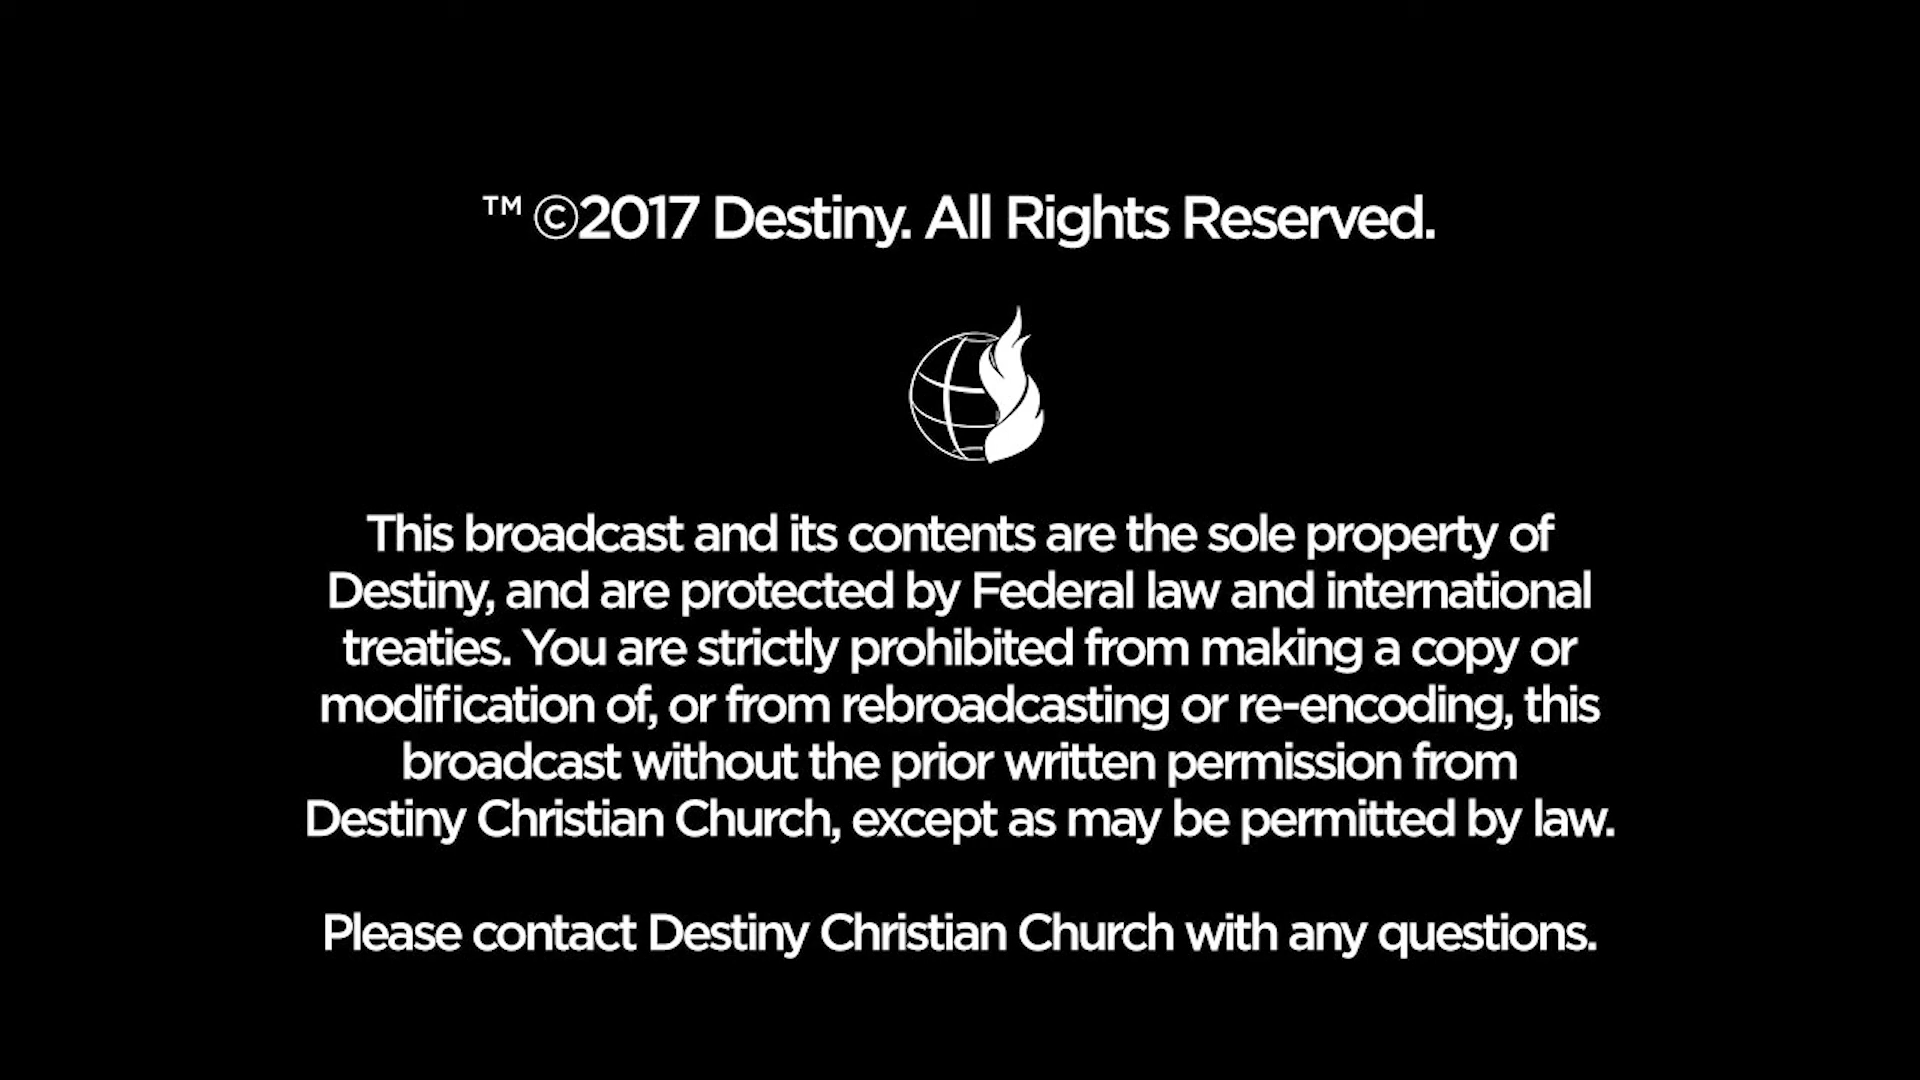 ™ ©2017 Destiny. All Rights Reserved.
This broadcast and its contents are the sole property of
Destiny, and are protected by Federal law and international
treaties. You are strictly prohibited from making a copy or
modification of, or from rebroadcasting or re-encoding, this
broadcast without the prior written permission from
Destiny Christian Church, except as may be permitted by law.
Please contact Destiny Christian Church with any questions.